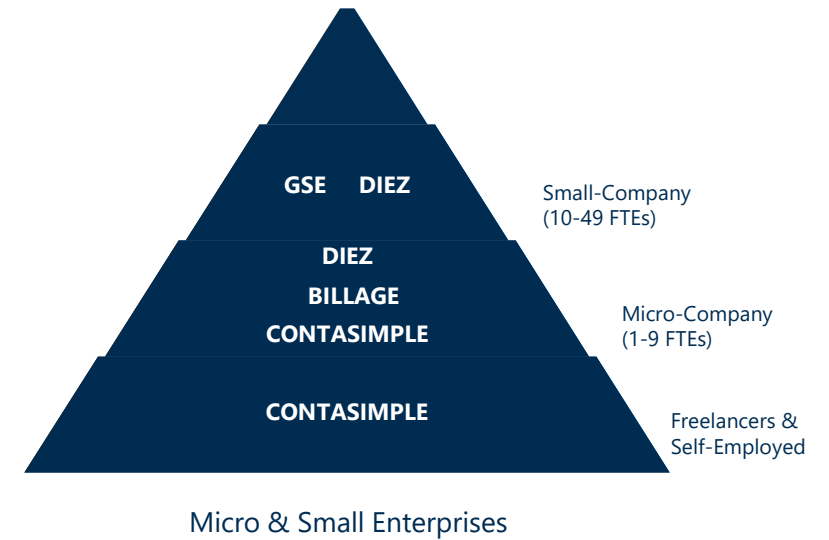 GSE DIEZ
Small-Company
(10-49 FTEs)
DIEZ
BILLAGE
CONTASIMPLE
Micro-Company
(1-9 FTEs)
CONTASIMPLE
Freelancers &
Self-Employed
Micro & Small Enterprises